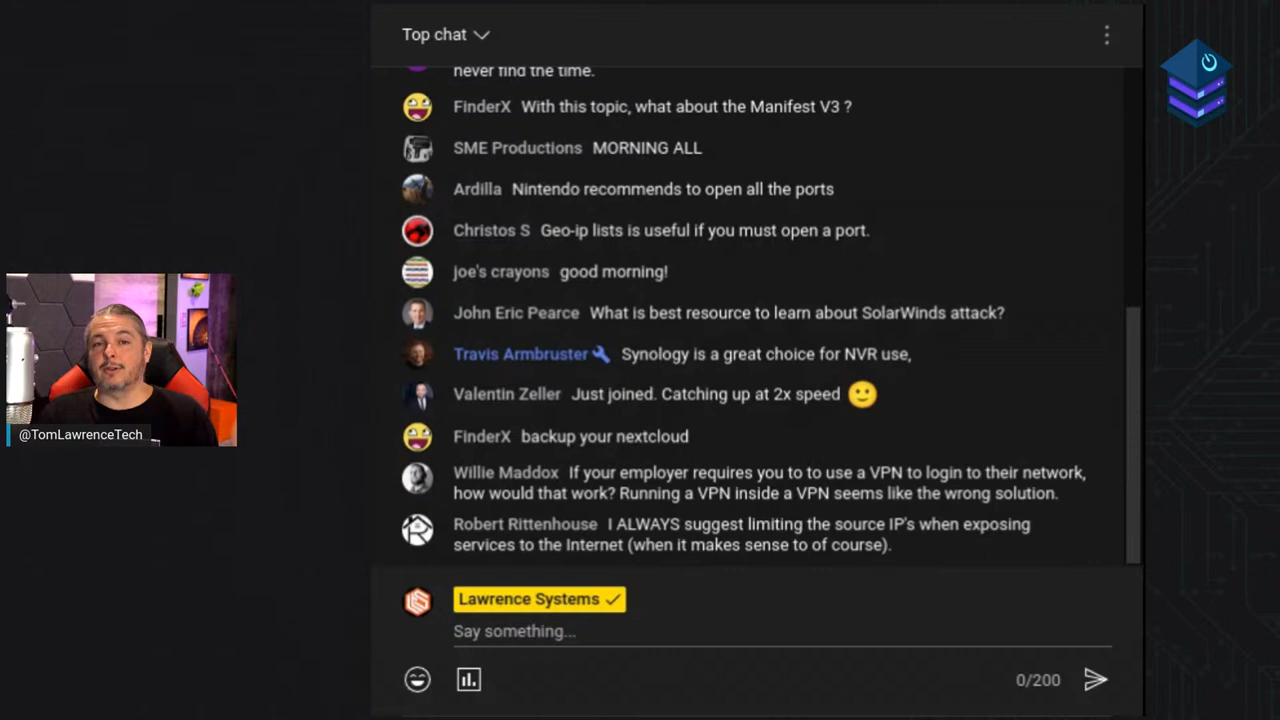 Top chat
never find the time.
FinderX With this topic, what about the Manifest V3 ?
SME Productions MORNING ALL
Ardilla Nintendo recommends to open all the ports
Christos S Geo-ip lists is useful if you must open a port.
joe's crayons good morning!
John Eric Pearce What is best resource to learn about SolarWinds attack?
Travis Armbruster Synology is a great choice for NVR use,
Valentin Zeller Just joined. Catching up at 2x speed
FinderX backup your nextcloud
Willie Maddox If your employer requires you to to use a VPN to login to their network,
how would that work? Running a VPN inside a VPN seems like the wrong solution.
Robert Rittenhouse I ALWAYS suggest limiting the source IP's when exposing
services to the Internet (when it makes sense to of course).
Lawrence Systems
Say something...
0/200
@TomLawrenceTech